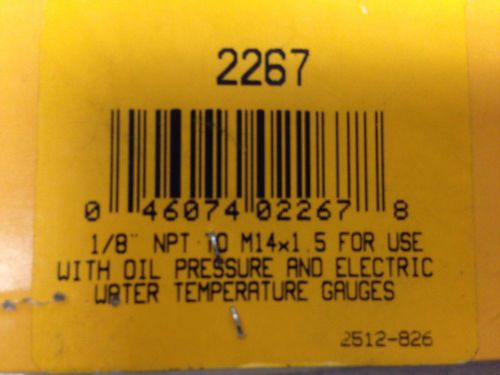 2267
0 46074 02267 8
1/8" NPT TO M14x1.5 FOR USE
WITH OIL PRESSURE AND ELECTRIC
WATER TEMPERATURE GAUGES
2512-826